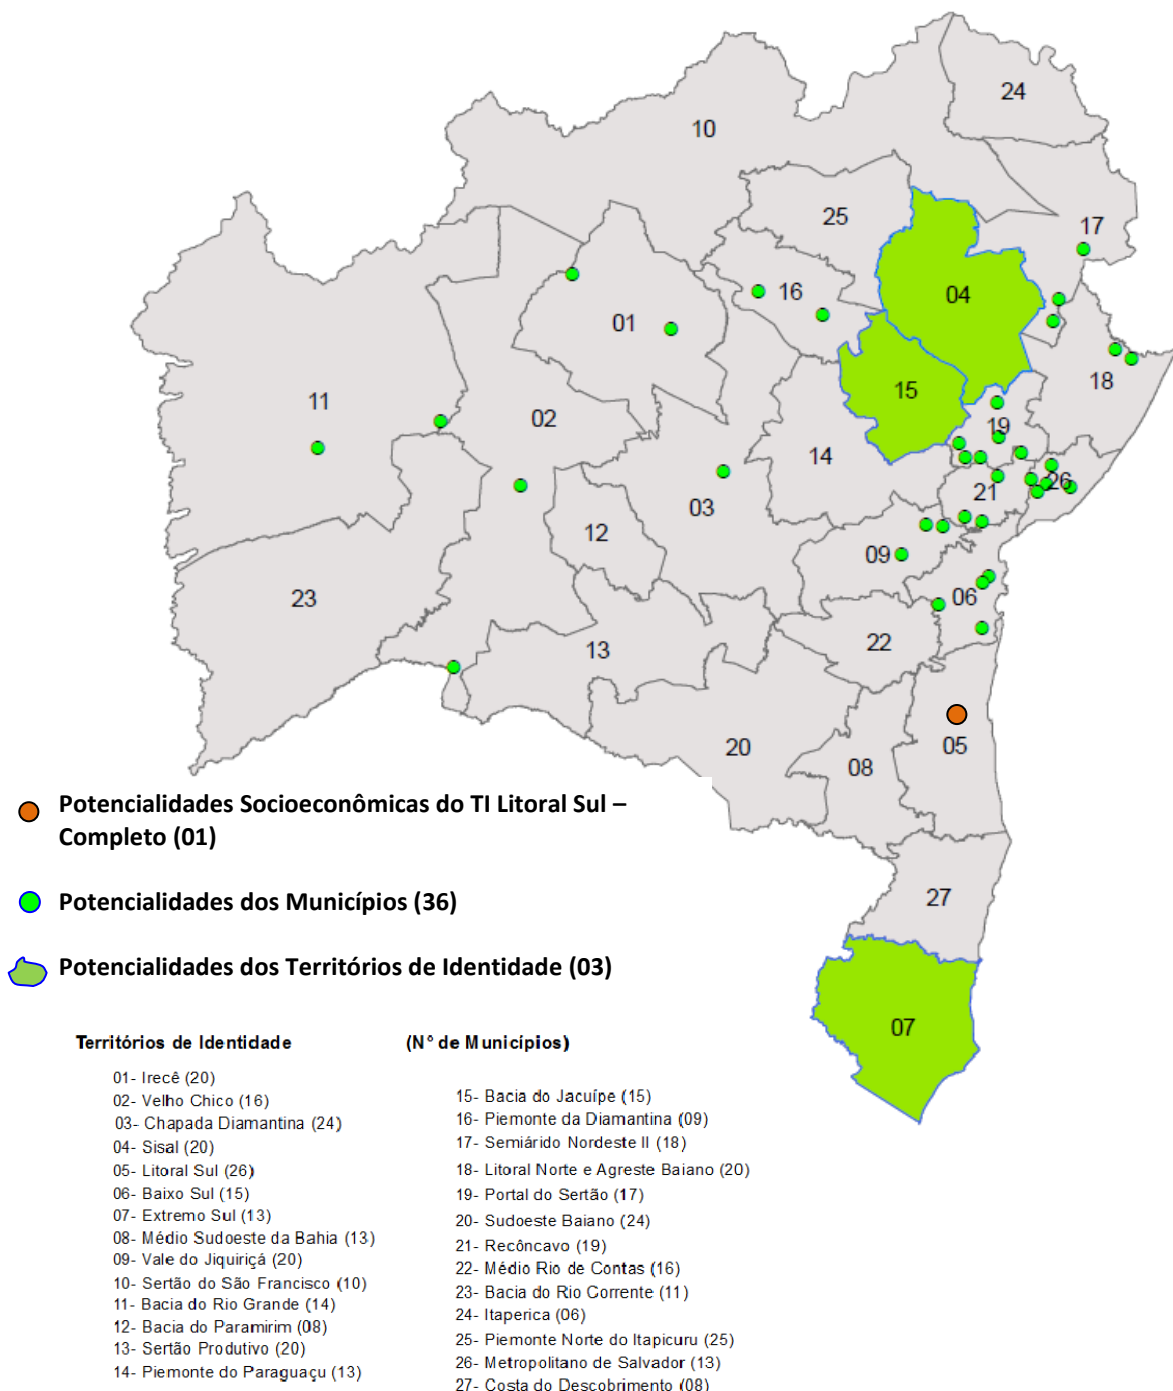 24
10
25
17
04
16
01
18
15
11
02
19
14
26
21
03
12
09
23
06
13
22
05
20
08
Potencialidades Socioeconômicas do TI Litoral Sul –
Completo (01)
Potencialidades dos Municípios (36)
27
Potencialidades dos Territórios de Identidade (03)
07
Territórios de Identidade (N° de Municípios)
01- Irecê (20)
02- Velho Chico (16)
03- Chapada Diamantina (24)
04- Sisal (20)
05- Litoral Sul (26)
06- Baixo Sul (15)
07- Extremo Sul (13)
08- Médio Sudoeste da Bahia (13)
09- Vale do Jiquiriçá (20)
10- Sertão do São Francisco (10)
11- Bacia do Rio Grande (14)
12- Bacia do Paramirim (08)
13- Sertão Produtivo (20)
14- Piemonte do Paraguaçu (13)
15- Bacia do Jacuípe (15)
16- Piemonte da Diamantina (09)
17- Semiárido Nordeste II (18)
18- Litoral Norte e Agreste Baiano (20)
19- Portal do Sertão (17)
20- Sudoeste Baiano (24)
21- Recôncavo (19)
22- Médio Rio de Contas (16)
23- Bacia do Rio Corrente (11)
24- Itaperica (06)
25- Piemonte Norte do Itapicuru (25)
26- Metropolitano de Salvador (13)
27- Costa do Descobrimento (08)